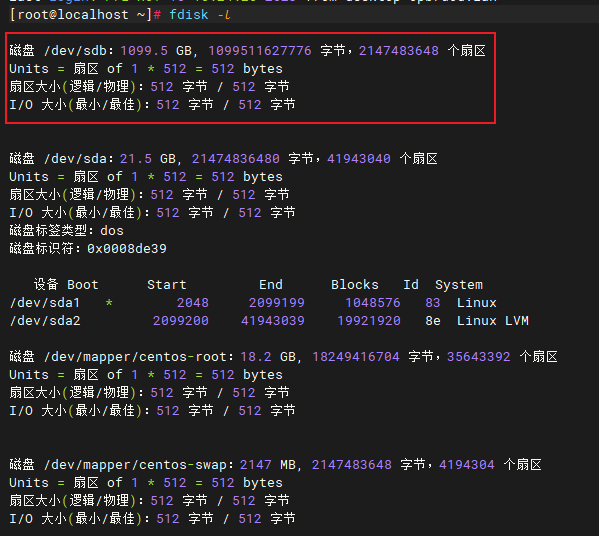 [root@localhost ~]# fdisk -l
磁盘 /dev/sdb：1099.5 GB, 1099511627776 字节，2147483648 个扇区
Units = 扇区 of 1 * 512 = 512 bytes
扇区大小(逻辑/物理)：512 字节 / 512 字节
I/O 大小(最小/最佳)：512 字节 / 512 字节
磁盘 /dev/sda：21.5 GB, 21474836480 字节，41943040 个扇区
Units = 扇区 of 1 * 512 = 512 bytes
扇区大小(逻辑/物理)：512 字节 / 512 字节
I/O 大小(最小/最佳)：512 字节 / 512 字节
磁盘标签类型：dos
磁盘标识符：0x0008de39
设备 Boot Start End Blocks Id System
/dev/sda1 * 2048 2099199 1048576 83 Linux
/dev/sda2 2099200 41943039 19921920 8e Linux LVM
磁盘 /dev/mapper/centos-root：18.2 GB, 18249416704 字节，35643392 个扇区
Units = 扇区 of 1 * 512 = 512 bytes
扇区大小(逻辑/物理)：512 字节 / 512 字节
I/O 大小(最小/最佳)：512 字节 / 512 字节
磁盘 /dev/mapper/centos-swap：2147 MB, 2147483648 字节，4194304 个扇区
Units = 扇区 of 1 * 512 = 512 bytes
扇区大小(逻辑/物理)：512 字节 / 512 字节
I/O 大小(最小/最佳)：512 字节 / 512 字节